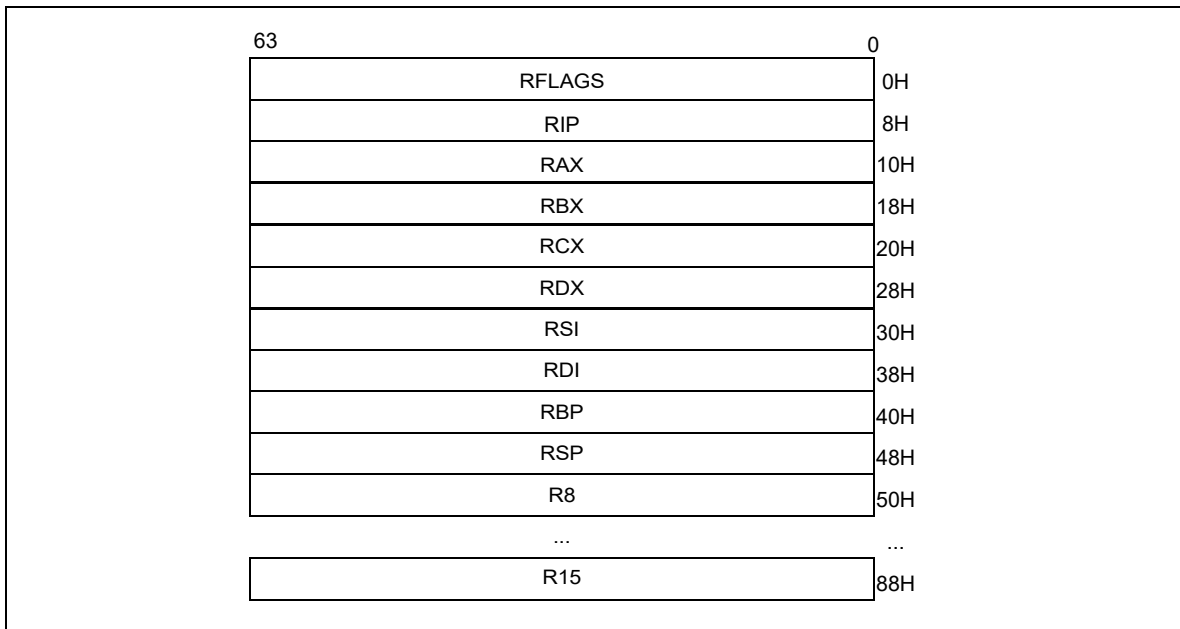 63 0
RFLAGS 0H
RIP 8H
RAX 10H
RBX 18H
RCX 20H
RDX 28H
RSI 30H
RDI 38H
RBP 40H
RSP 48H
R8 50H
... ...
R15 88H